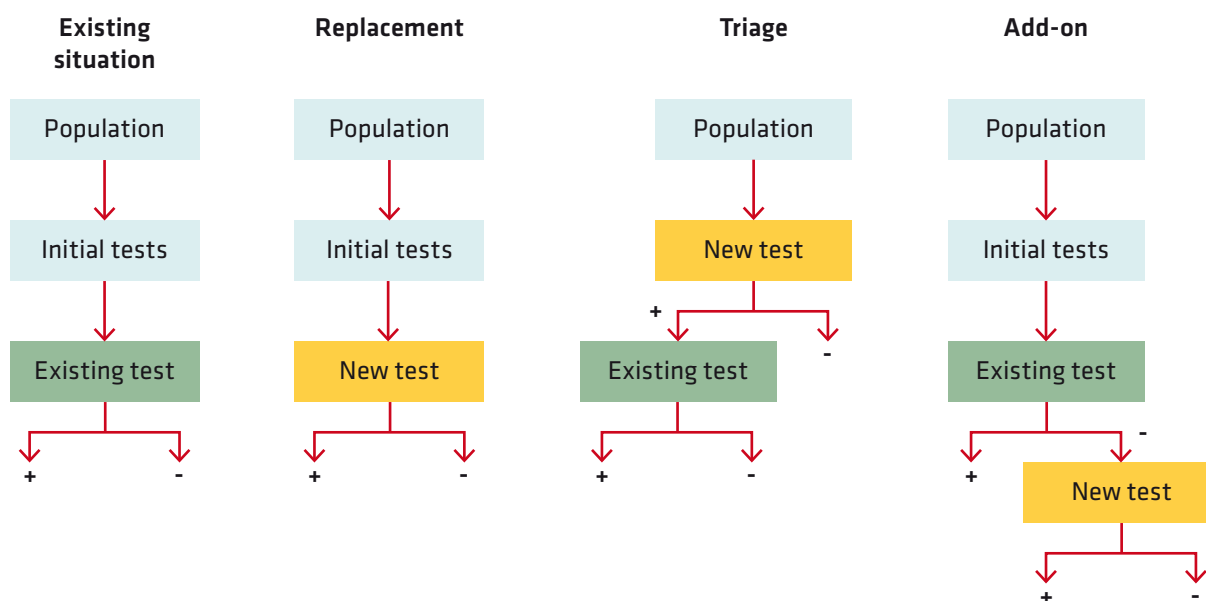 Existing
situation
Population
Initial tests
Existing test
+ -
Replacement
Population
Initial tests
New test
+ -
Triage
Population
New test
+
-
Existing test
+ -
Add-on
Population
Initial tests
Existing test
-
+
New test
+ -